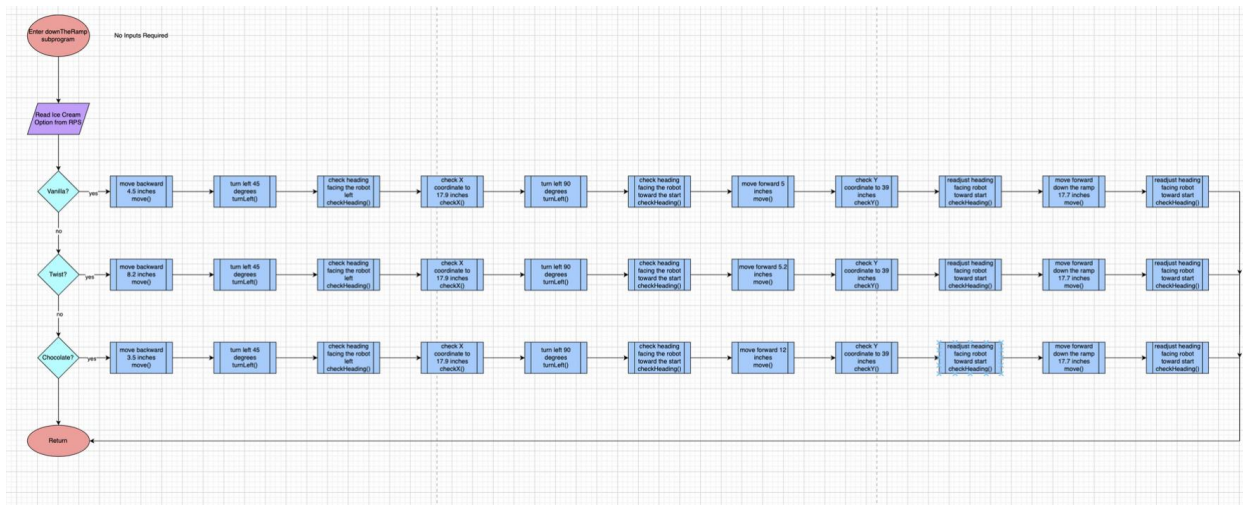 Enter downTheRamp
subprogram
No Inputs Required
Read Ice Cream
Option from RPS
Vanilla?
yes
move backward
4.5 inches
move()
turn left 45
degrees
turnLeft()
check heading
facing the robot
left
checkHeading()
check X
coordinate to
17.9 inches
checkX()
turn left 90
degrees
turnLeft()
check heading
facing the robot
toward the start
checkHeading()
move forward 5
inches
move()
check Y
coordinate to 39
inches
checkY()
readjust heading
facing robot
toward start
checkHeading()
move forward
down the ramp
17.7 inches
move()
readjust heading
facing robot
toward start
checkHeading()
no
Twist?
yes
move backward
8.2 inches
move()
turn left 45
degrees
turnLeft()
check heading
facing the robot
left
checkHeading()
check X
coordinate to
17.9 inches
checkX()
turn left 90
degrees
turnLeft()
check heading
facing the robot
toward the start
checkHeading()
move forward 5.2
inches
move()
check Y
coordinate to 39
inches
checkY()
readjust heading
facing robot
toward start
checkHeading()
move forward
down the ramp
17.7 inches
move()
readjust heading
facing robot
toward start
checkHeading()
no
Chocolate?
yes
move backward
3.5 inches
move()
turn left 45
degrees
turnLeft()
check heading
facing the robot
left
checkHeading()
check X
coordinate to
17.9 inches
checkX()
turn left 90
degrees
turnLeft()
check heading
facing the robot
toward the start
checkHeading()
move forward 12
inches
move()
check Y
coordinate to 39
inches
checkY()
readjust heading
facing robot
toward start
checkHeading()
move forward
down the ramp
17.7 inches
move()
readjust heading
facing robot
toward start
checkHeading()
Return